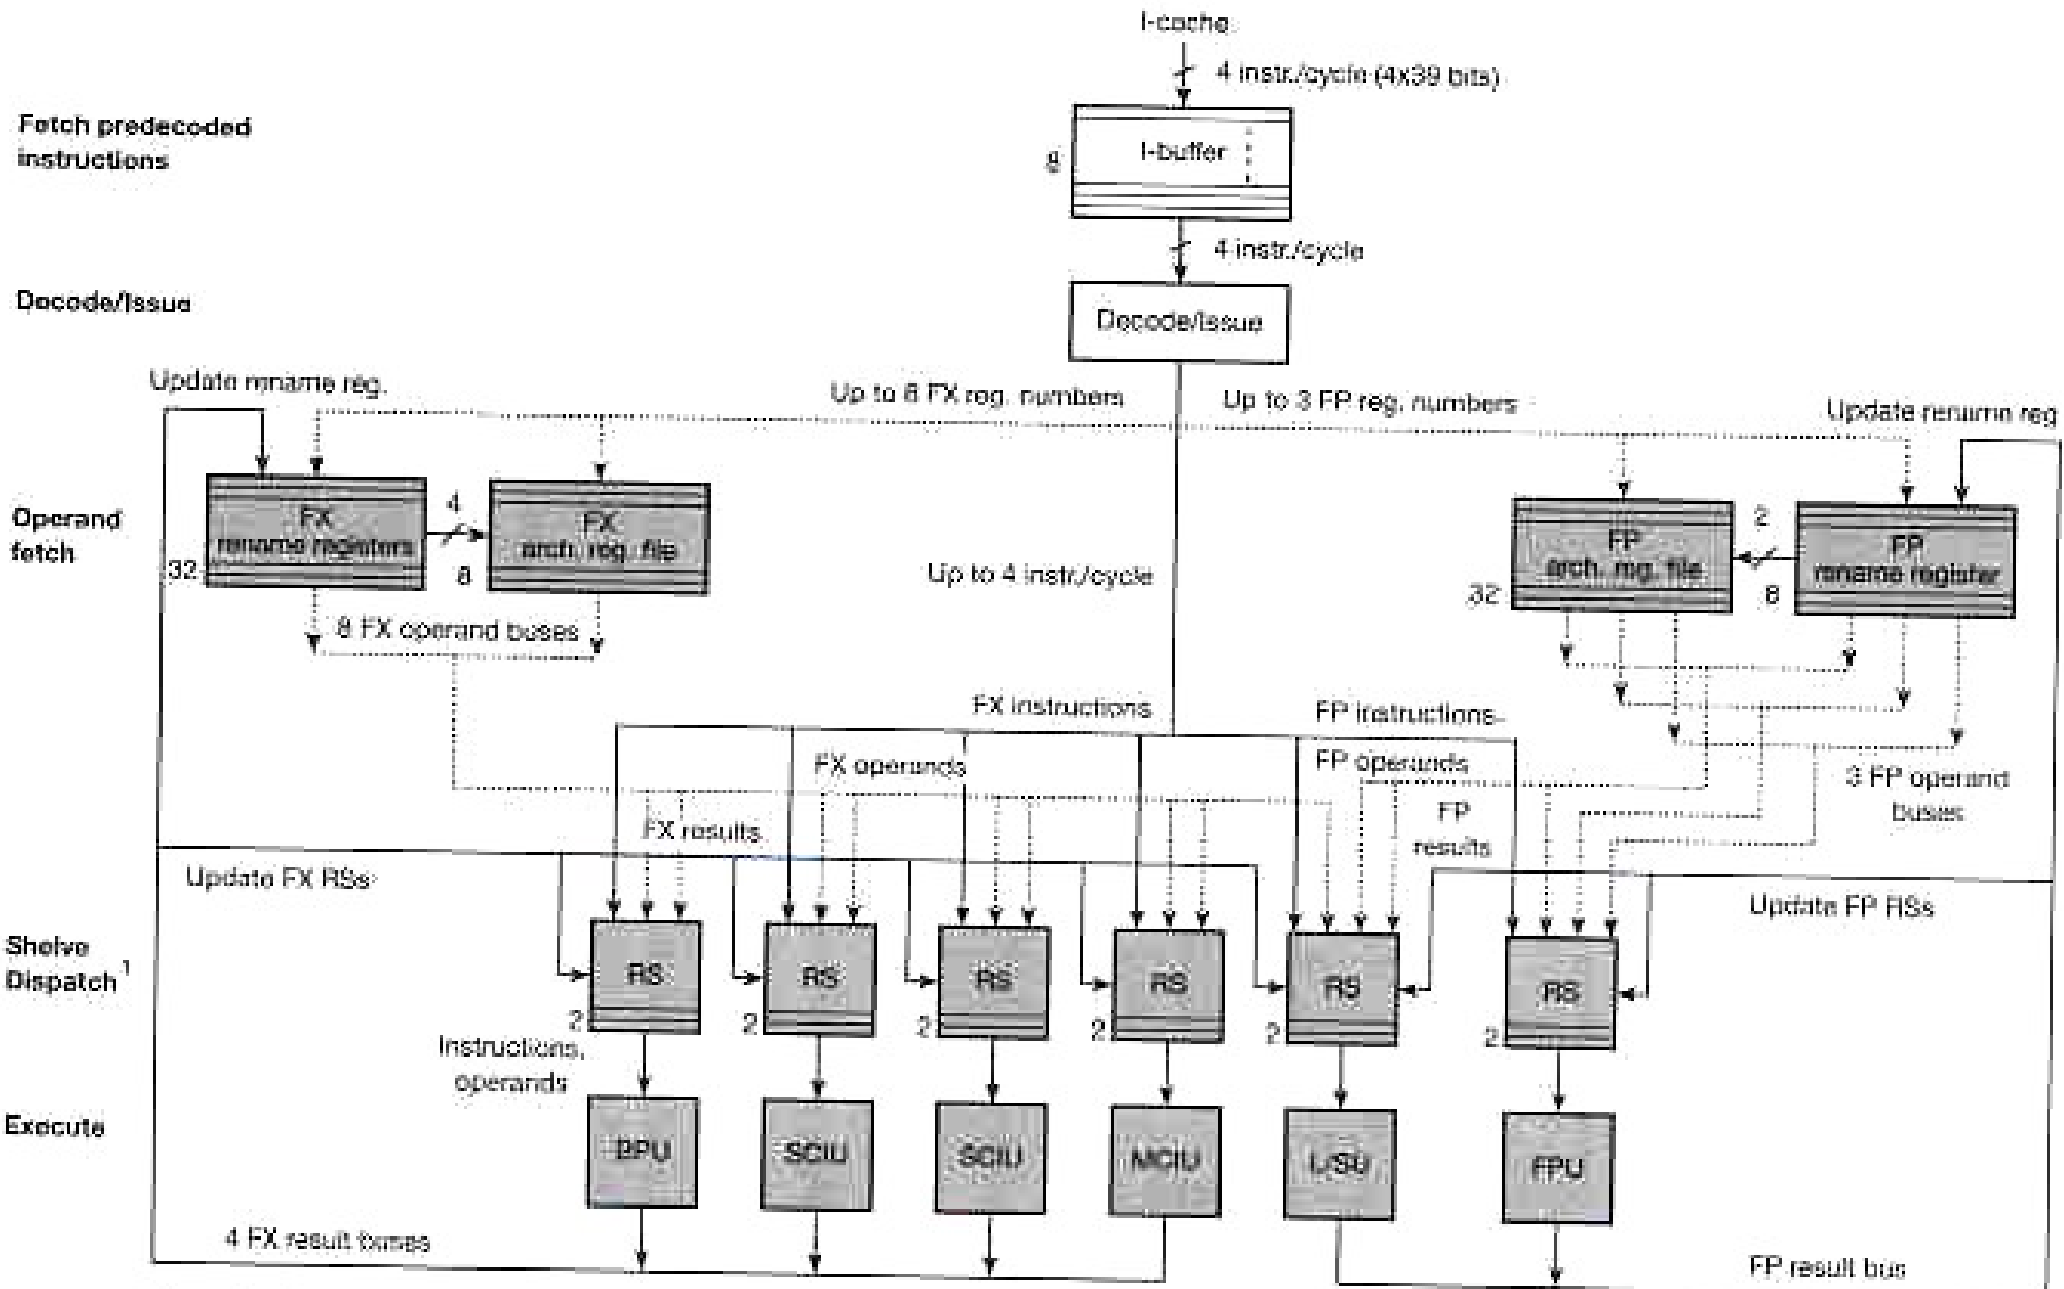 I-cache
4 instr./cycle (4x39 bits)
Fetch predecoded
instructions
8
I-buffer
4 instr./cycle
Decode/Issue
Decode/Issue
Update rename reg.
Up to 8 FX reg. numbers
Up to 3 FP reg. numbers
Update rename reg
Operand
fetch
FX
rename registers
32
4
8
FX
arch. reg. file
Up to 4 instr./cycle
FP
arch. reg. file
32
2
8
FP
rename register
8 FX operand buses
FX instructions
FP instructions
FX operands
FP operands
3 FP operand
buses
FX results
FP
results
Update FX RSs
Update FP RSs
Shelve
Dispatch1
RS
2
RS
2
RS
2
RS
2
RS
2
RS
2
Instructions,
operands
Execute
BPU
SCIU
SCIU
MCIU
L/SU
FPU
4 FX result buses
FP result bus